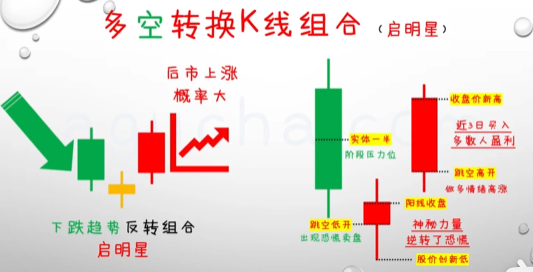 多空转换K线组合（启明星）
后市上涨
概率大
下跌趋势 反转组合
启明星
实体一半
阶段压力位
跳空低开
出现恐慌卖盘
收盘价新高
近3日买入
多数人盈利
跳空高开
做多情绪高涨
阳线收盘
神秘力量
逆转了恐慌
股价创新低